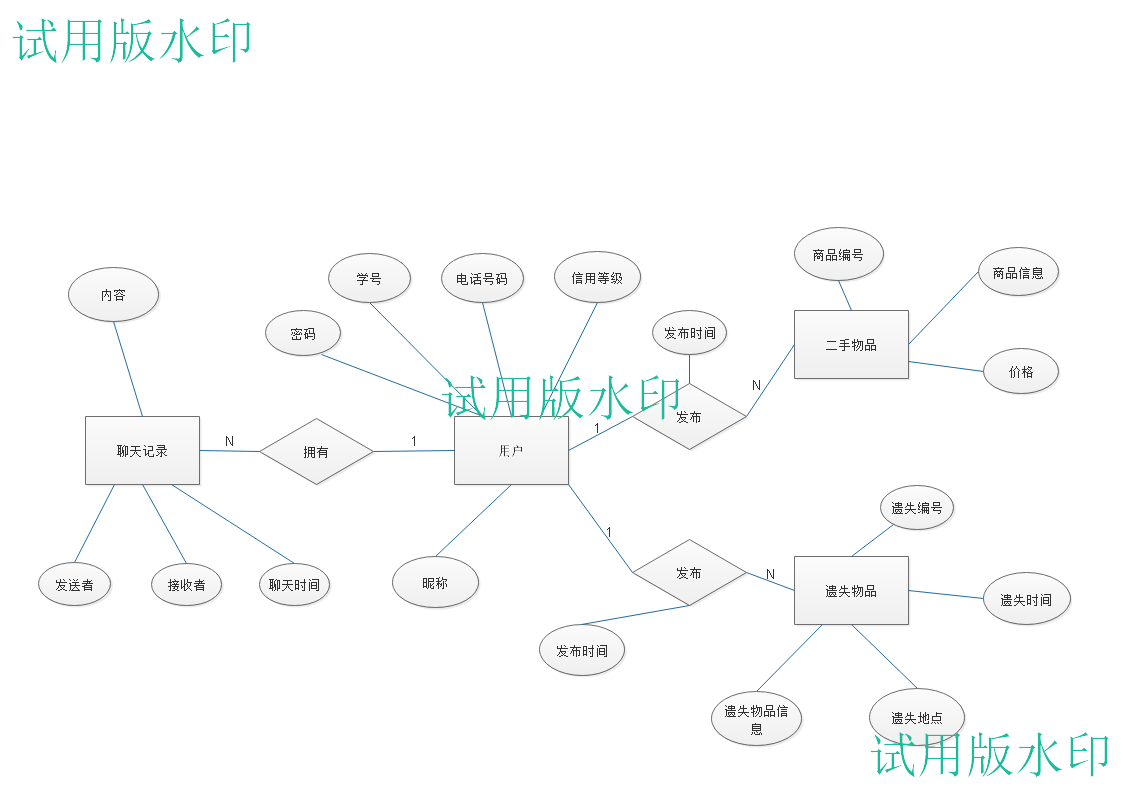 试用版水印
商品编号
学号
电话号码
信用等级
商品信息
内容
密码
发布时间
二手物品
价格
N
试用版水印
发布
1
N
1
聊天记录
拥有
用户
遗失编号
1
发布
N
发送者
接收者
聊天时间
昵称
遗失物品
遗失时间
发布时间
遗失物品信
息
遗失地点
试用版水印